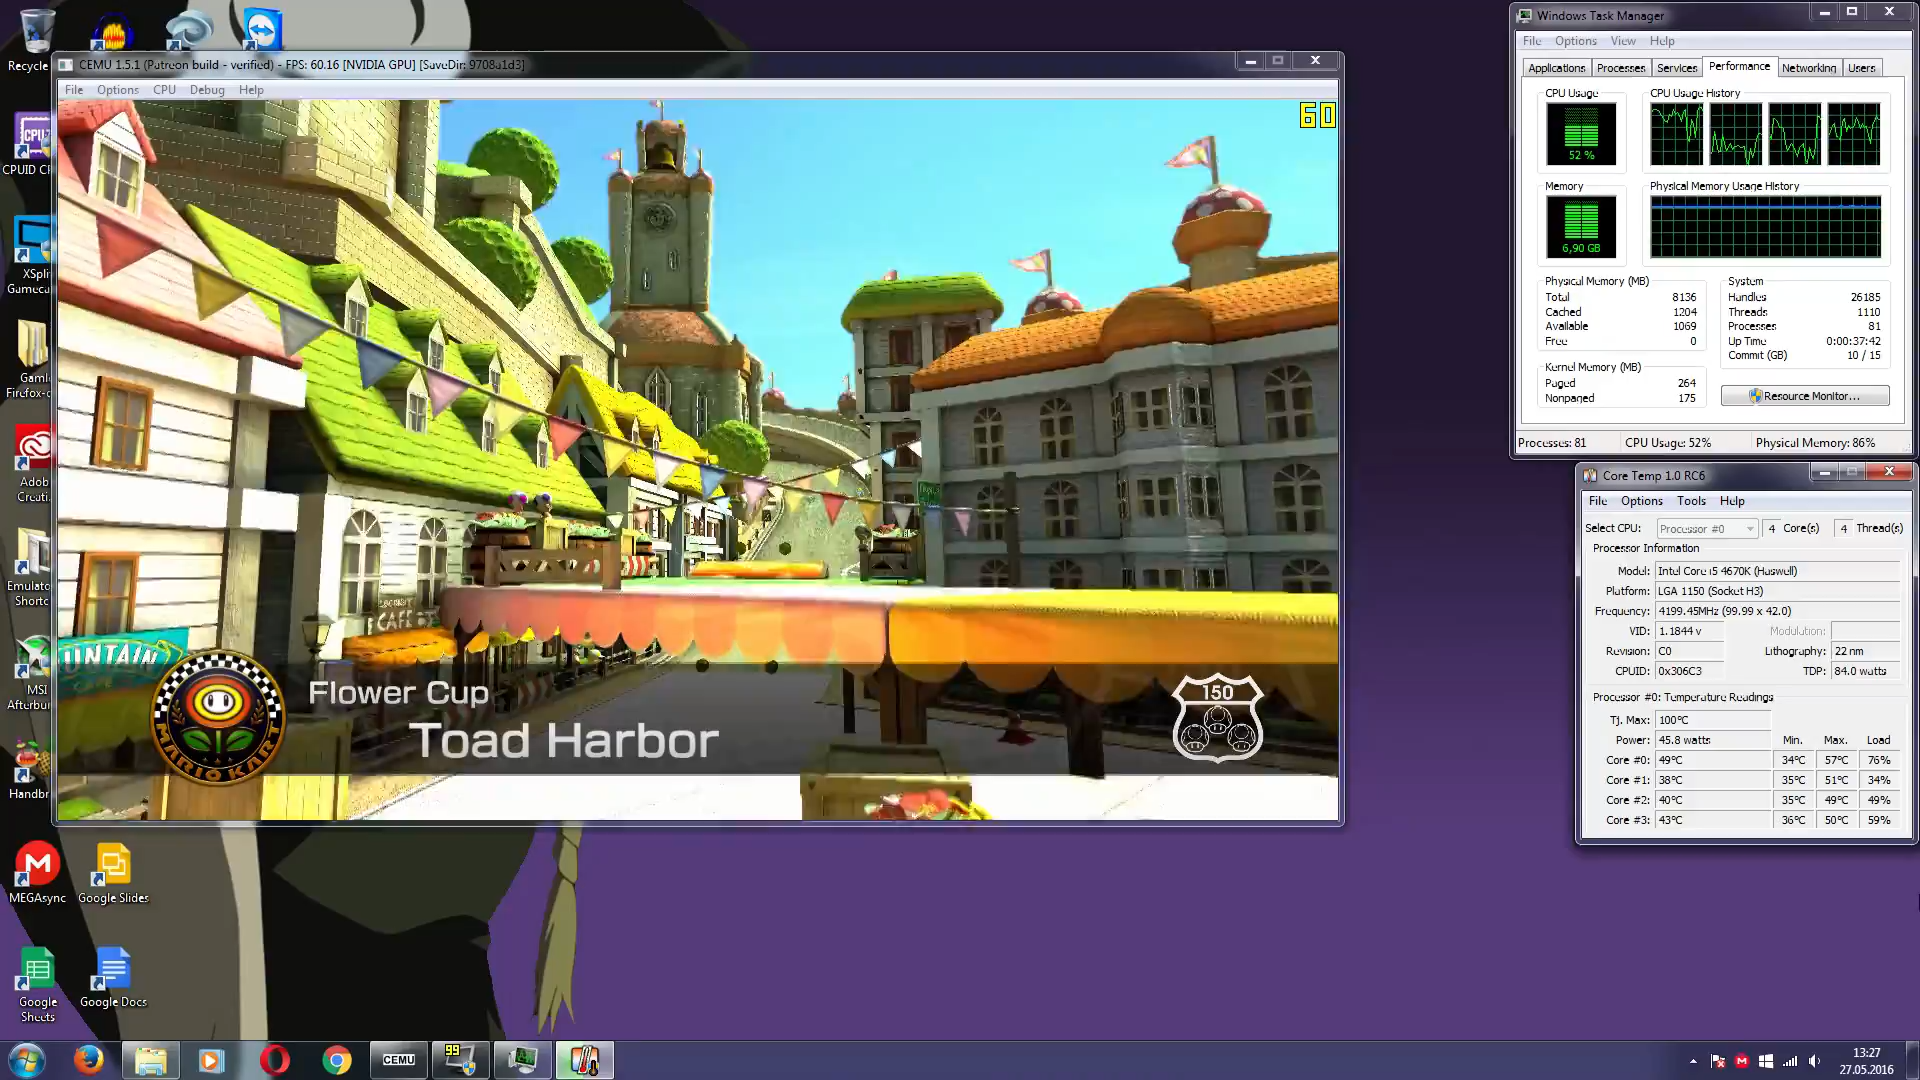 Recycle
CPUID CP
XSpli
Gameca
Gaml
Firefox-
Adob
Creati...
Emulato
Shortc
MSI
Afterbur
Handbr
MEGAsync
Google Slides
Google
Sheets
Google Docs
CEMU 1.5.1 (Patreon build - verified) - FPS: 60.16 [NVIDIA GPU] [SaveDir: 9708a1d3]
File Options CPU Debug Help
60
CAFE
UNTAIN
MARIO KART
Flower Cup
Toad Harbor
150
Windows Task Manager
File Options View Help
Applications Processes Services Performance Networking Users
CPU Usage CPU Usage History
52 %
Memory Physical Memory Usage History
6,90 GB
Physical Memory (MB)
Total 8136
Cached 1204
Available 1069
Free 0
Kernel Memory (MB)
Paged 264
Nonpaged 175
System
Handles 26185
Threads 1110
Processes 81
Up Time 0:00:37:42
Commit (GB) 10 / 15
Resource Monitor...
Processes: 81 CPU Usage: 52% Physical Memory: 86%
Core Temp 1.0 RC6
File Options Tools Help
Select CPU: Processor #0 4 Core(s) 4 Thread(s)
Processor Information
Model: Intel Core i5 4670K (Haswell)
Platform: LGA 1150 (Socket H3)
Frequency: 4199.45MHz (99.99 x 42.0)
VID: 1.1844 v Modulation:
Revision: C0 Lithography: 22 nm
CPUID: 0x306C3 TDP: 84.0 watts
Processor #0: Temperature Readings
Tj. Max: 100°C
Power: 45.8 watts Min. Max. Load
Core #0: 49°C 34°C 57°C 76%
Core #1: 38°C 35°C 51°C 34%
Core #2: 40°C 35°C 49°C 49%
Core #3: 43°C 36°C 50°C 59%
CEMU
99
13:27
27.05.2016